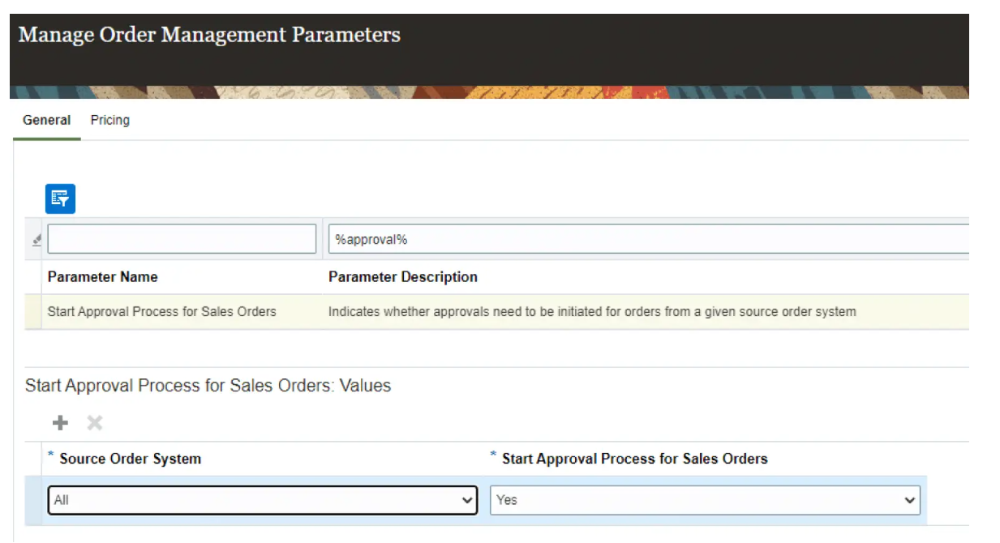 Manage Order Management Parameters
General Pricing
%approval%
Parameter Name Parameter Description
Start Approval Process for Sales Orders Indicates whether approvals need to be initiated for orders from a given source order system
Start Approval Process for Sales Orders: Values
* Source Order System * Start Approval Process for Sales Orders
All Yes